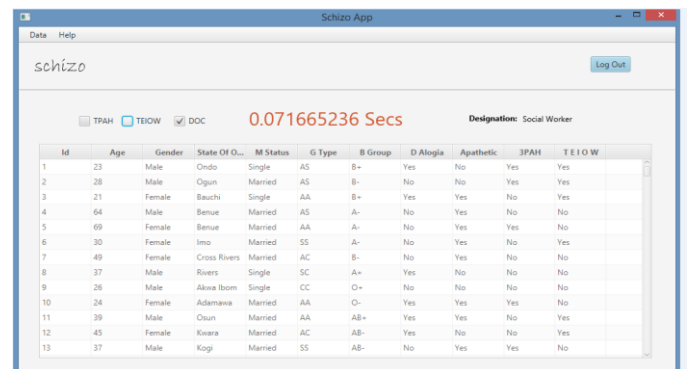 Schizo App
Data Help
schizo
Log Out
TPAH TEIOW DOC 0.071665236 Secs Designation: Social Worker
Id Age Gender State Of O... M Status G Type B Group D Alogia Apathetic 3PAH T E I O W
1 23 Male Ondo Single AS B+ Yes No Yes Yes
2 28 Male Ogun Married AS B- No No Yes Yes
3 21 Female Bauchi Single AA B+ Yes Yes No Yes
4 64 Male Benue Married AS A- No Yes No No
5 69 Female Benue Married AA A- No Yes Yes No
6 30 Female Imo Married SS A- No Yes No Yes
7 49 Female Cross Rivers Married AC B- No Yes No No
8 37 Male Rivers Single SC A+ Yes No No No
9 26 Male Akwa Ibom Single CC O+ No No No No
10 24 Female Adamawa Married AA O- Yes Yes Yes No
11 39 Male Osun Married AA AB+ Yes Yes No Yes
12 45 Female Kwara Married AC AB- Yes No No Yes
13 37 Male Kogi Married SS AB- No Yes Yes No